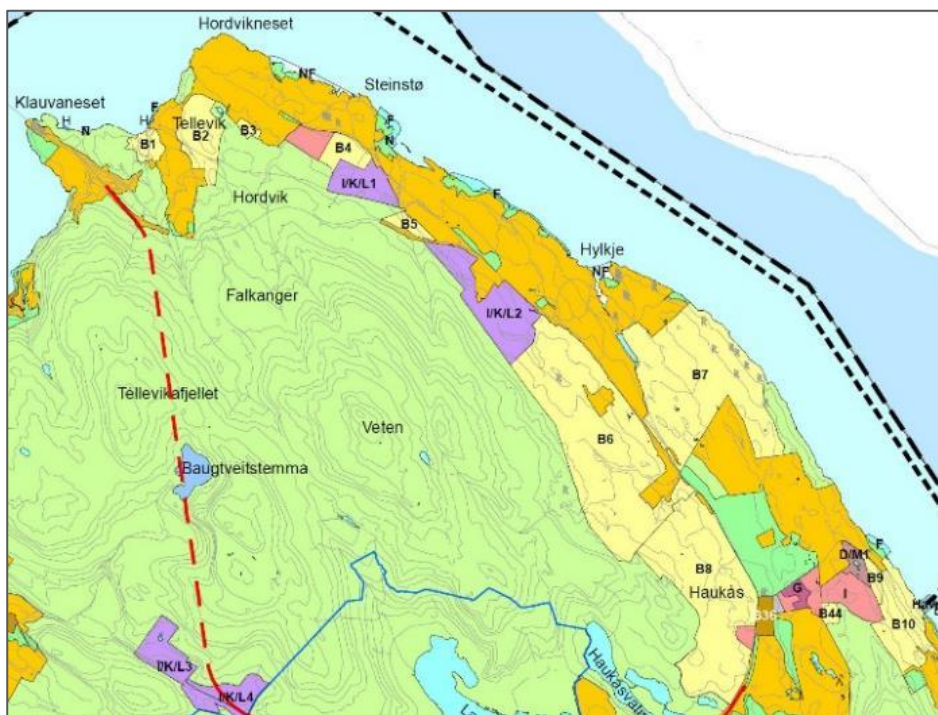 Hordvikneset
NF
Steinstø
Klauvaneset
H
N
H
F
F
N
Tellevik
B1
B2
B3
B4
I/K/L1
Hordvik
F
B5
Hylkje
NF
Falkanger
I/K/L2
B7
Tellevikafjellet
Veten
B6
Baugtveitstemma
F
D/M1
B8
B9
Haukås
G
I
B36
B44
B10
I/K/L3
I/K/L4